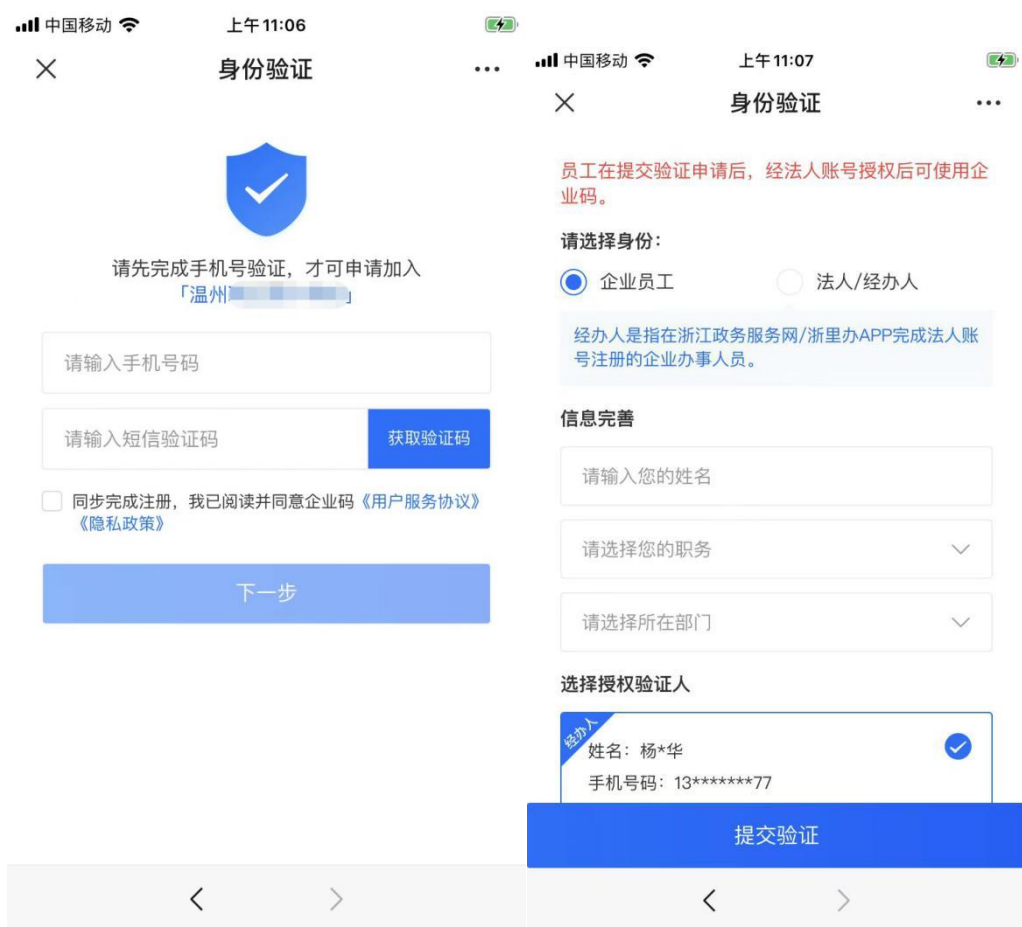 中国移动 上午11:06
身份验证
请先完成手机号验证，才可申请加入
「温州 」
请输入手机号码
请输入短信验证码 获取验证码
同步完成注册，我已阅读并同意企业码《用户服务协议》
《隐私政策》
下一步
中国移动 上午11:07
身份验证
员工在提交验证申请后，经法人账号授权后可使用企
业码。
请选择身份：
企业员工 法人/经办人
经办人是指在浙江政务服务网/浙里办APP完成法人账
号注册的企业办事人员。
信息完善
请输入您的姓名
请选择您的职务
请选择所在部门
选择授权验证人
经办人
姓名：杨*华
手机号码：13*******77
提交验证